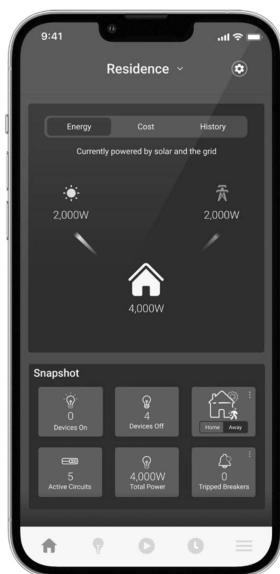 9:41
Residence
Energy Cost History
Currently powered by solar and the grid
2,000W 2,000W
4,000W
Snapshot
0 4
Devices On Devices Off Home Away
5 4,000W 0
Active Circuits Total Power Tripped Breakers